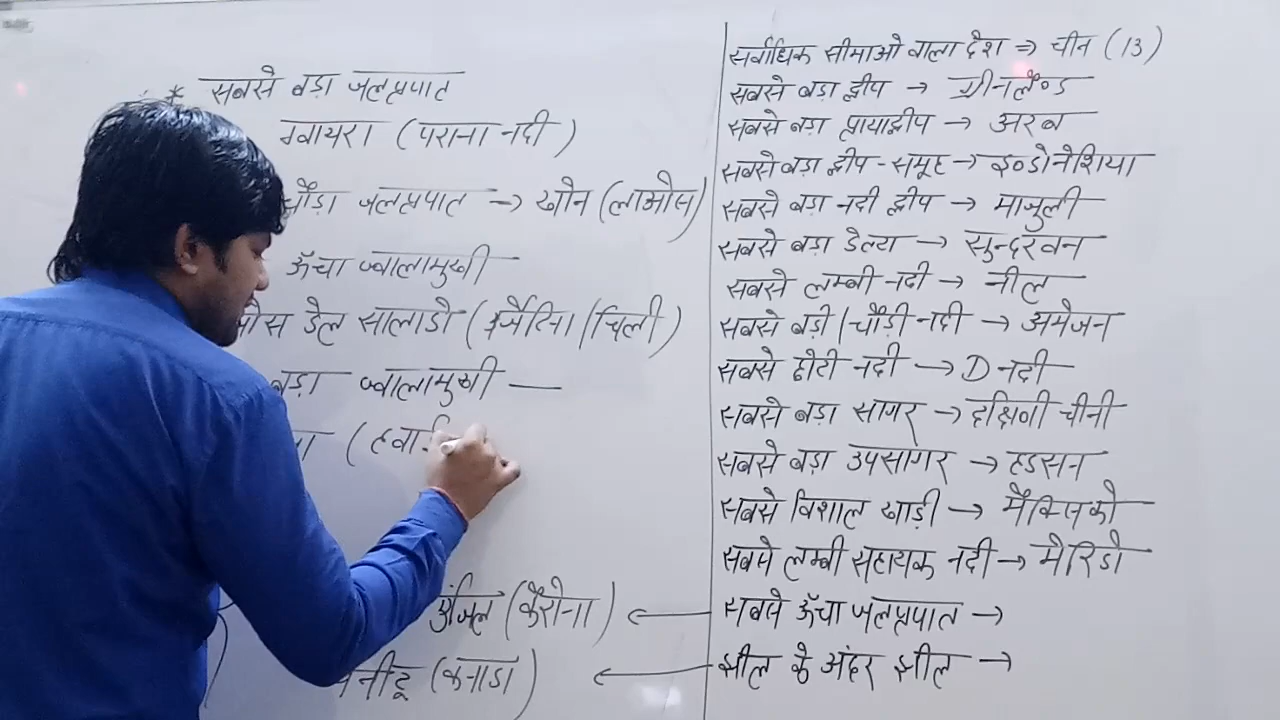 * सबसे बड़ा जलप्रपात
ग्वायरा (पराना नदी)
चौड़ा जलप्रपात → खोन (लाओस)
ऊँचा ज्वालामुखी
ओस डेल सालाडो (अर्जेंटिना/चिली)
बड़ा ज्वालामुखी —
(हवाई
अंजिल (कैरोना)
(कनाडा)
सर्वाधिक सीमाओ वाला देश ⇒ चीन (13)
सबसे बड़ा द्वीप → ग्रीनलैण्ड
सबसे बड़ा प्रायद्वीप → अरब
सबसे बड़ा द्वीप-समूह → इण्डोनेशिया
सबसे बड़ा नदी द्वीप → माजुली
सबसे बड़ा डेल्टा → सुन्दरवन
सबसे लम्बी नदी → नील
सबसे बड़ी/चौड़ी नदी → अमेजन
सबसे छोटी नदी → D नदी
सबसे बड़ा सागर → दक्षिणी चीनी
सबसे बड़ा उपसागर → हडसन
सबसे विशाल खाड़ी → मैक्सिको
सबसे लम्बी सहायक नदी → मेरिडो
सबसे ऊँचा जलप्रपात →
झील के अंदर झील →